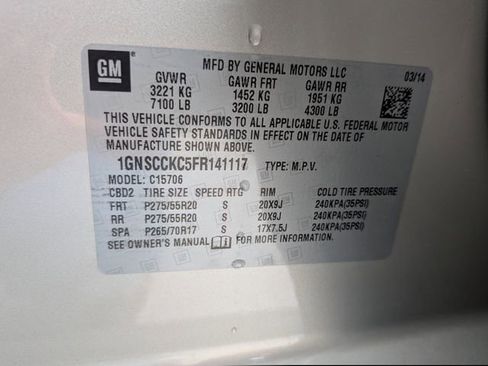 GM
MFD BY GENERAL MOTORS LLC
03/14
GVWR GAWR FRT GAWR RR
3221 KG 1452 KG 1951 KG
7100 LB 3200 LB 4300 LB
THIS VEHICLE CONFORMS TO ALL APPLICABLE U.S. FEDERAL MOTOR
VEHICLE SAFETY STANDARDS IN EFFECT ON THE DATE OF
MANUFACTURE SHOWN ABOVE.
1GNSCCKC5FR141117 TYPE: M.P.V.
MODEL: C15706
CBD2 TIRE SIZE SPEED RTG RIM COLD TIRE PRESSURE
FRT P275/55R20 S 20X9J 240KPA(35PSI)
RR P275/55R20 S 20X9J 240KPA(35PSI)
SPA P265/70R17 S 17X7.5J 240KPA(35PSI)
SEE OWNER'S MANUAL FOR MORE INFORMATION.